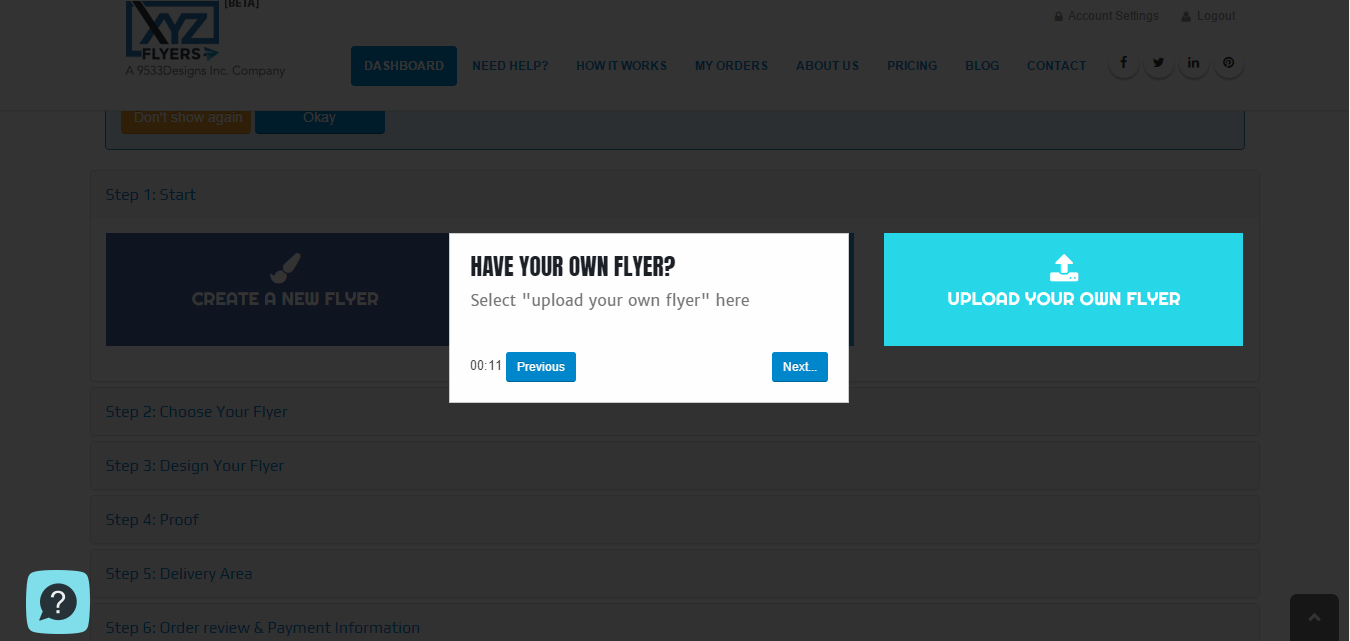 [BETA]
XYZ
FLYERS
A 9533Designs Inc. Company
Account Settings
Logout
DASHBOARD
NEED HELP?
HOW IT WORKS
MY ORDERS
ABOUT US
PRICING
BLOG
CONTACT
Don't show again
Okay
Step 1: Start
CREATE A NEW FLYER
HAVE YOUR OWN FLYER?
Select "upload your own flyer" here
00:11
Previous
Next...
UPLOAD YOUR OWN FLYER
Step 2: Choose Your Flyer
Step 3: Design Your Flyer
Step 4: Proof
Step 5: Delivery Area
Step 6: Order review & Payment Information